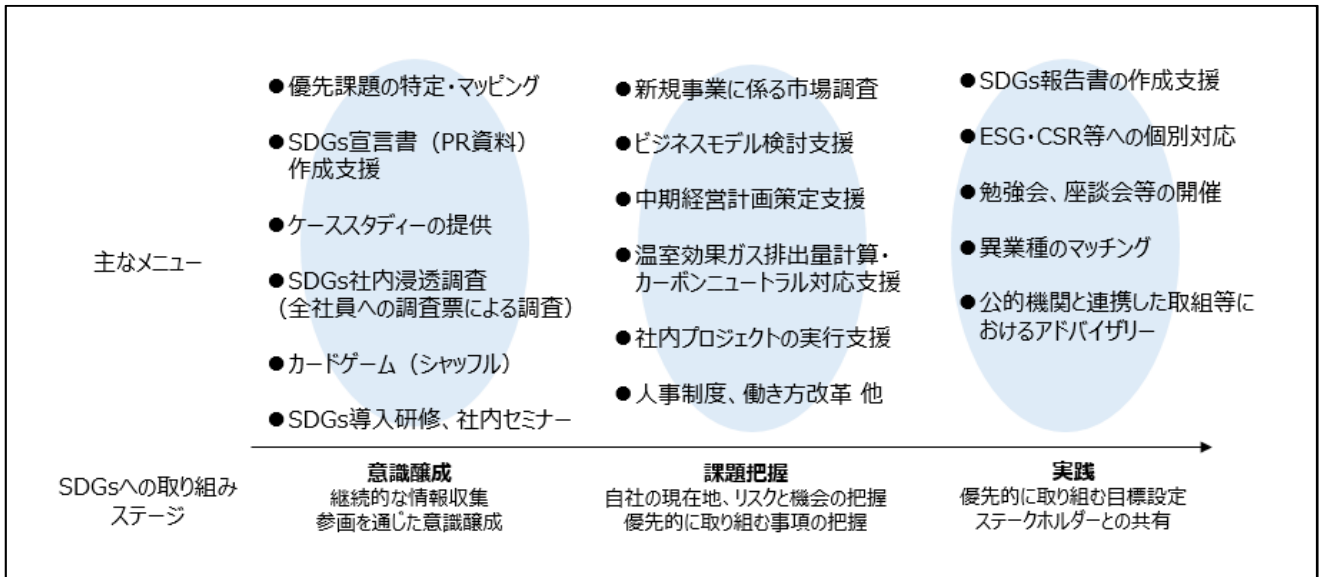 主なメニュー
●優先課題の特定・マッピング
●SDGs宣言書（PR資料）
作成支援
●ケーススタディーの提供
●SDGs社内浸透調査
（全社員への調査票による調査）
●カードゲーム（シャッフル）
●SDGs導入研修、社内セミナー
●新規事業に係る市場調査
●ビジネスモデル検討支援
●中期経営計画策定支援
●温室効果ガス排出量計算・
カーボンニュートラル対応支援
●社内プロジェクトの実行支援
●人事制度、働き方改革 他
●SDGs報告書の作成支援
●ESG・CSR等への個別対応
●勉強会、座談会等の開催
●異業種のマッチング
●公的機関と連携した取組等に
おけるアドバイザリー
SDGsへの取り組み
ステージ
意識醸成
継続的な情報収集
参画を通じた意識醸成
課題把握
自社の現在地、リスクと機会の把握
優先的に取り組む事項の把握
実践
優先的に取り組む目標設定
ステークホルダーとの共有